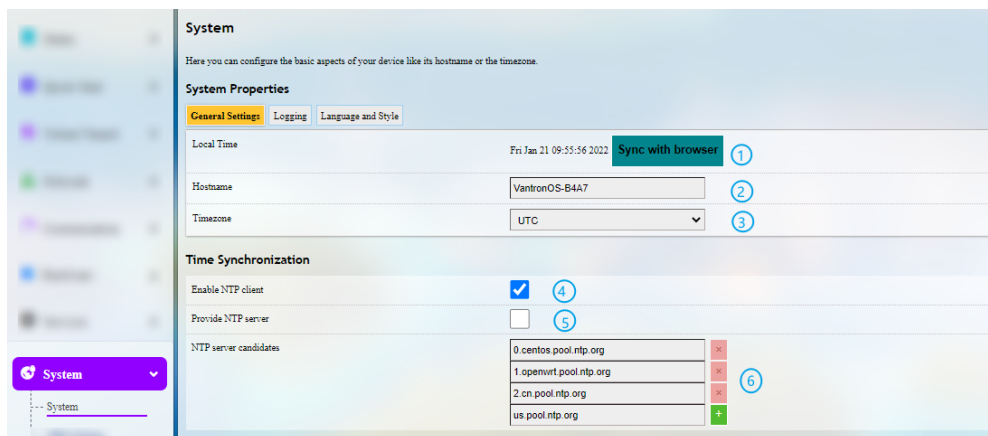 System
Here you can configure the basic aspects of your device like its hostname or the timezone.
System Properties
General Settings Logging Language and Style
Local Time Fri Jan 21 09:55:56 2022 Sync with browser 1
Hostname VantronOS-B4A7 2
Timezone UTC 3
Time Synchronization
Enable NTP client 4
Provide NTP server 5
NTP server candidates 0.centos.pool.ntp.org ×
1.openwrt.pool.ntp.org ×
2.cn.pool.ntp.org ×
us.pool.ntp.org +
6
System
System